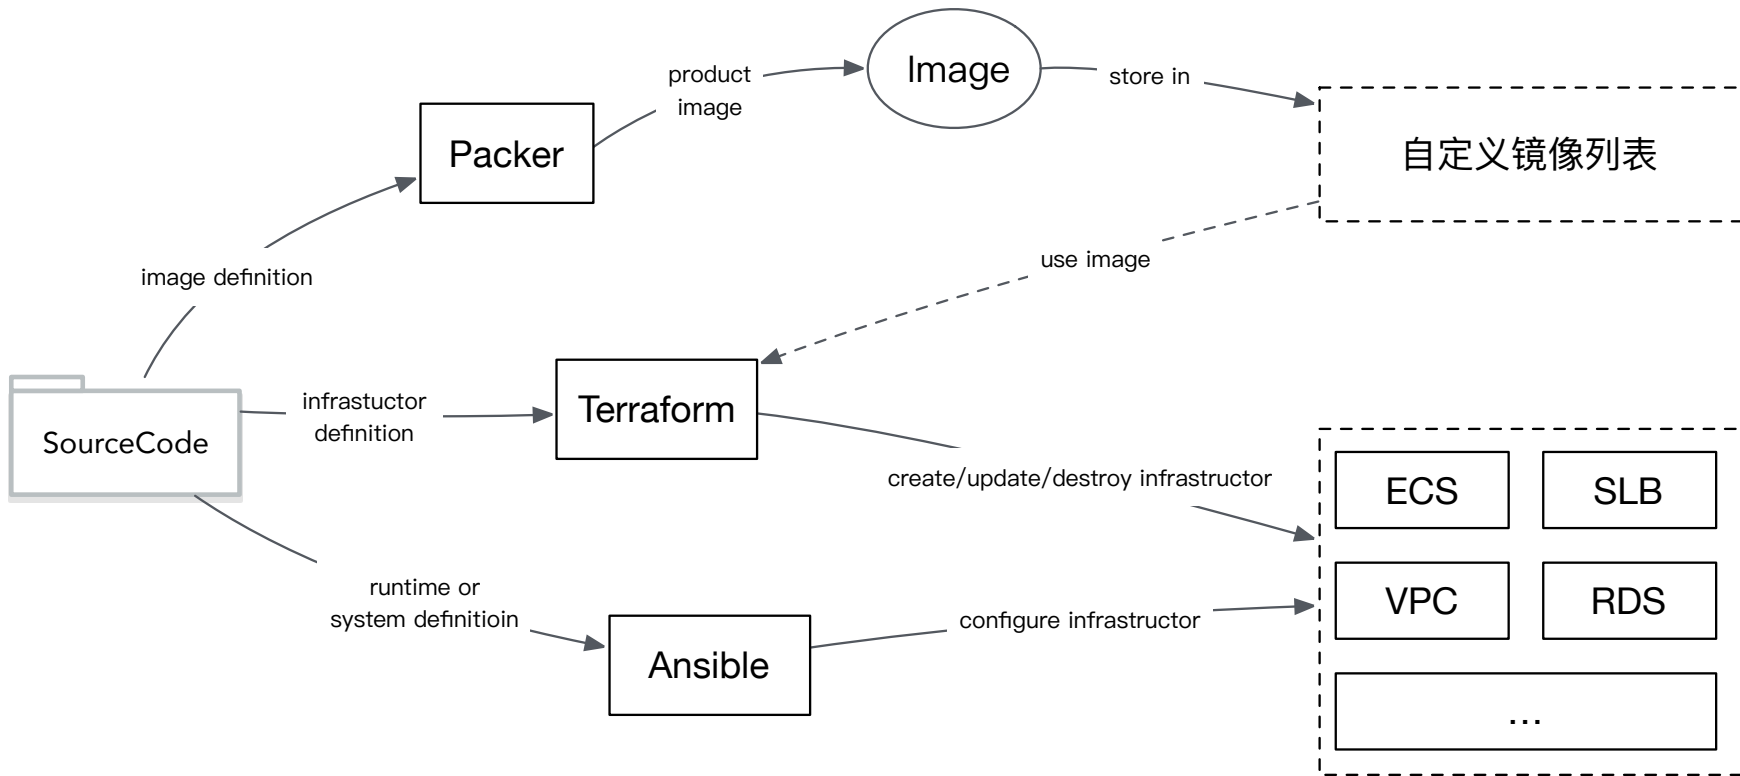 Image
product
image
store in
Packer
自定义镜像列表
image definition
use image
infrastuctor
definition
Terraform
SourceCode
create/update/destroy infrastructor
ECS
SLB
runtime or
system definitioin
configure infrastructor
VPC
RDS
Ansible
...